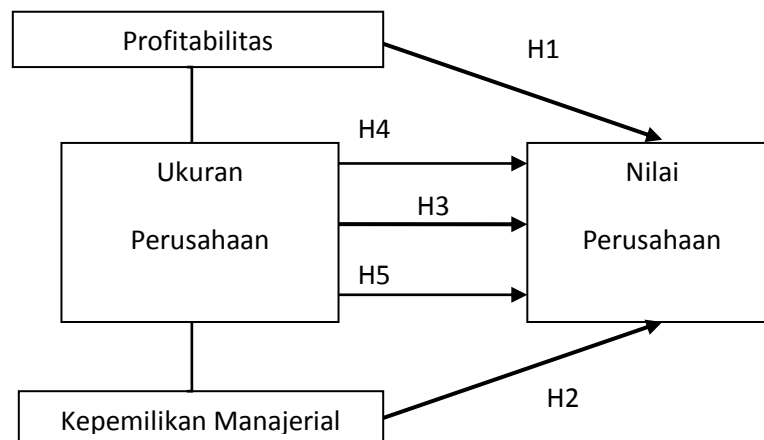 Profitabilitas
H1
H4
Ukuran
Perusahaan
H3
H5
Nilai
Perusahaan
Kepemilikan Manajerial
H2